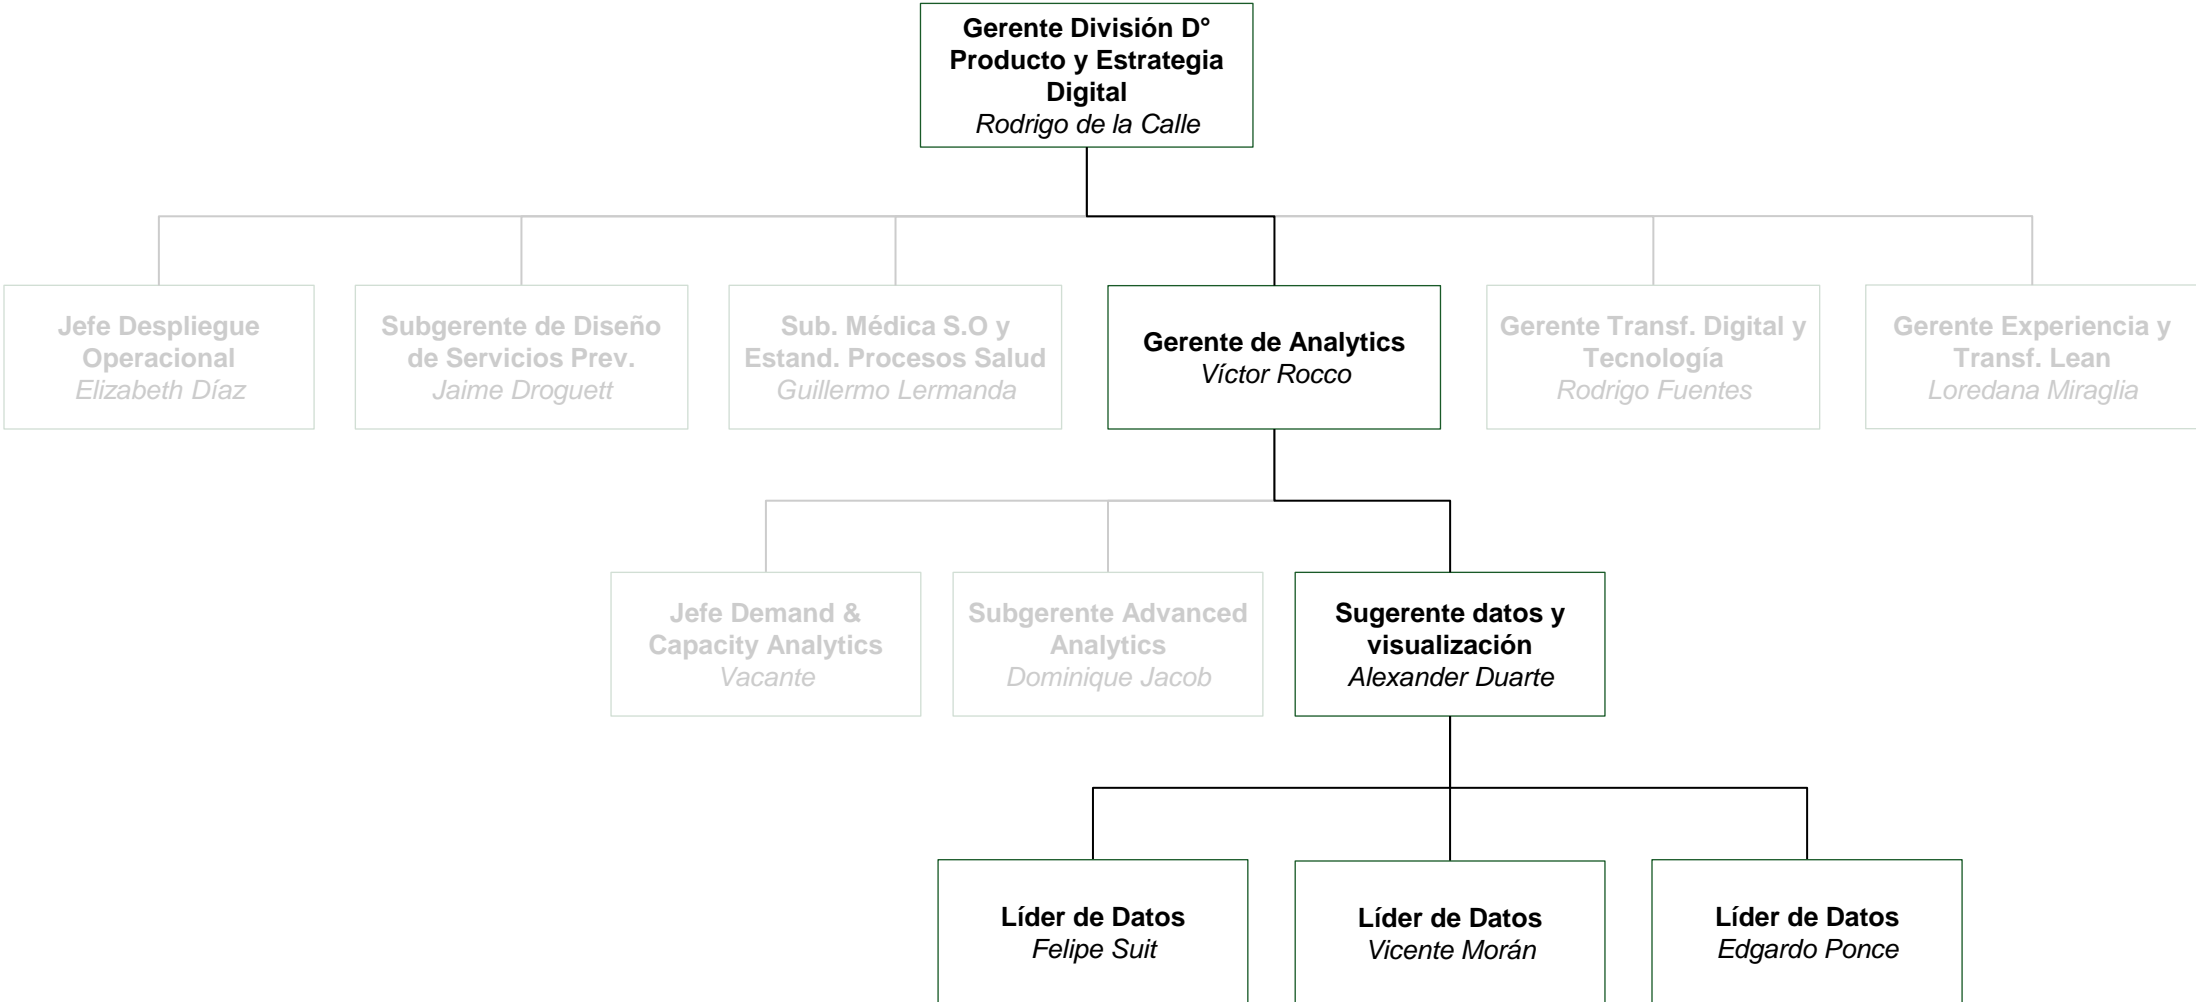 Gerente División D°
Producto y Estrategia
Digital
Rodrigo de la Calle
Jefe Despliegue
Operacional
Elizabeth Díaz
Subgerente de Diseño
de Servicios Prev.
Jaime Droguett
Sub. Médica S.O y
Estand. Procesos Salud
Guillermo Lermanda
Gerente de Analytics
Víctor Rocco
Gerente Transf. Digital y
Tecnología
Rodrigo Fuentes
Gerente Experiencia y
Transf. Lean
Loredana Miraglia
Jefe Demand &
Capacity Analytics
Vacante
Subgerente Advanced
Analytics
Dominique Jacob
Sugerente datos y
visualización
Alexander Duarte
Líder de Datos
Felipe Suit
Líder de Datos
Vicente Morán
Líder de Datos
Edgardo Ponce